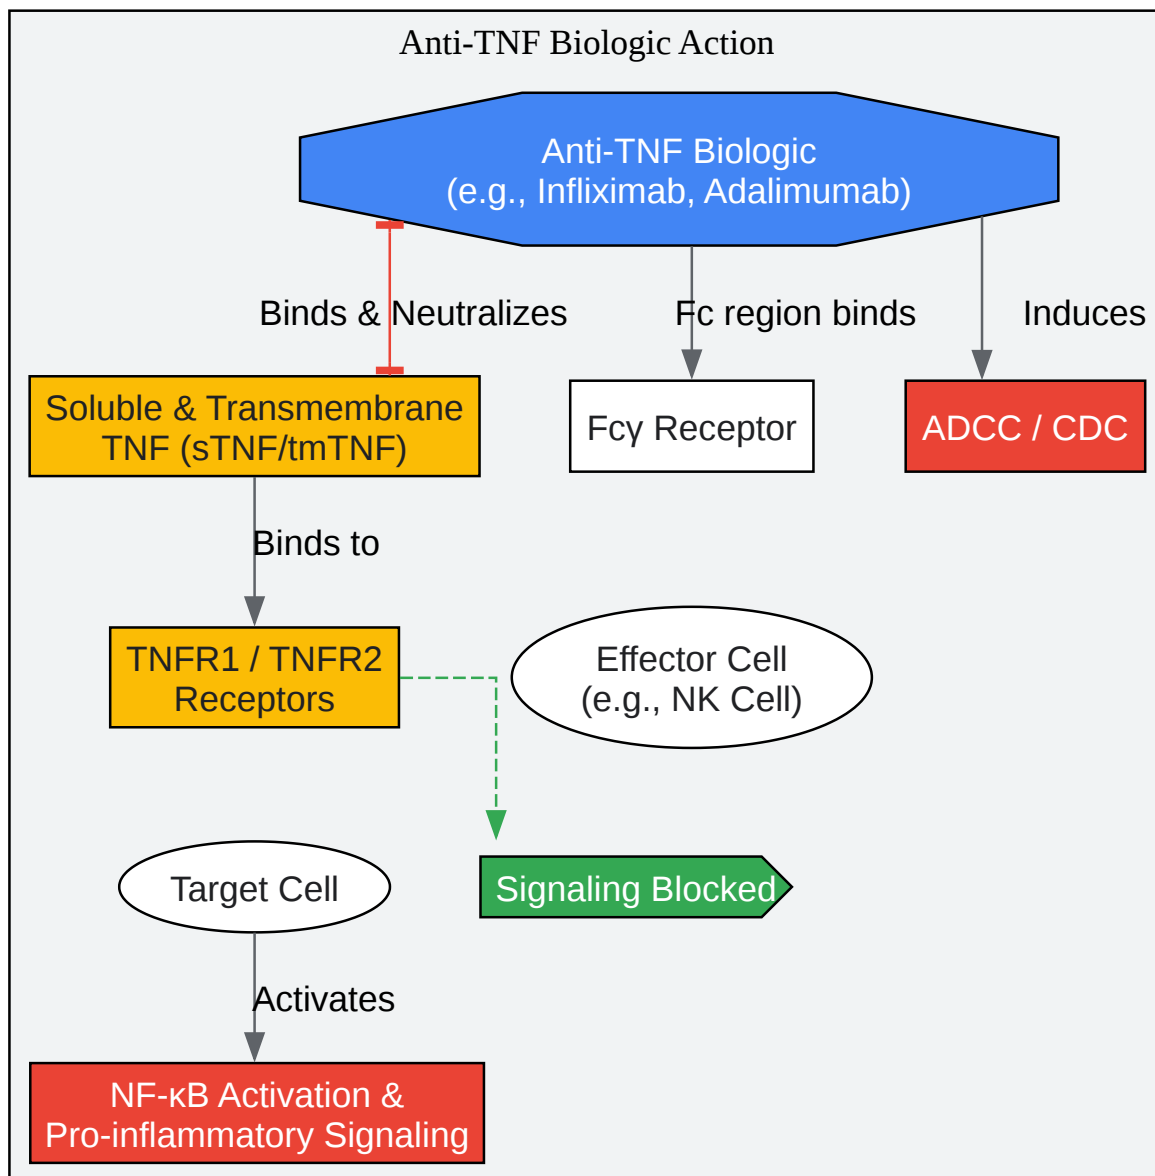 Anti-TNF Biologic Action
Anti-TNF Biologic
(e.g., Infliximab, Adalimumab)
Binds & Neutralizes
Fc region binds
Induces
Soluble & Transmembrane
TNF (sTNF/tmTNF)
Fcγ Receptor
ADCC / CDC
Binds to
TNFR1 / TNFR2
Receptors
Effector Cell
(e.g., NK Cell)
Target Cell
Signaling Blocked
Activates
NF-κB Activation &
Pro-inflammatory Signaling